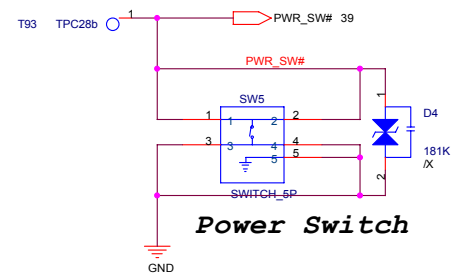 T93 TPC28b 1 PWR_SW# 39
PWR_SW#
SW5
1 1 2 2
3 3 4 4
5 5
SWITCH_5P
1
D4
181K
/X
2
Power Switch
GND